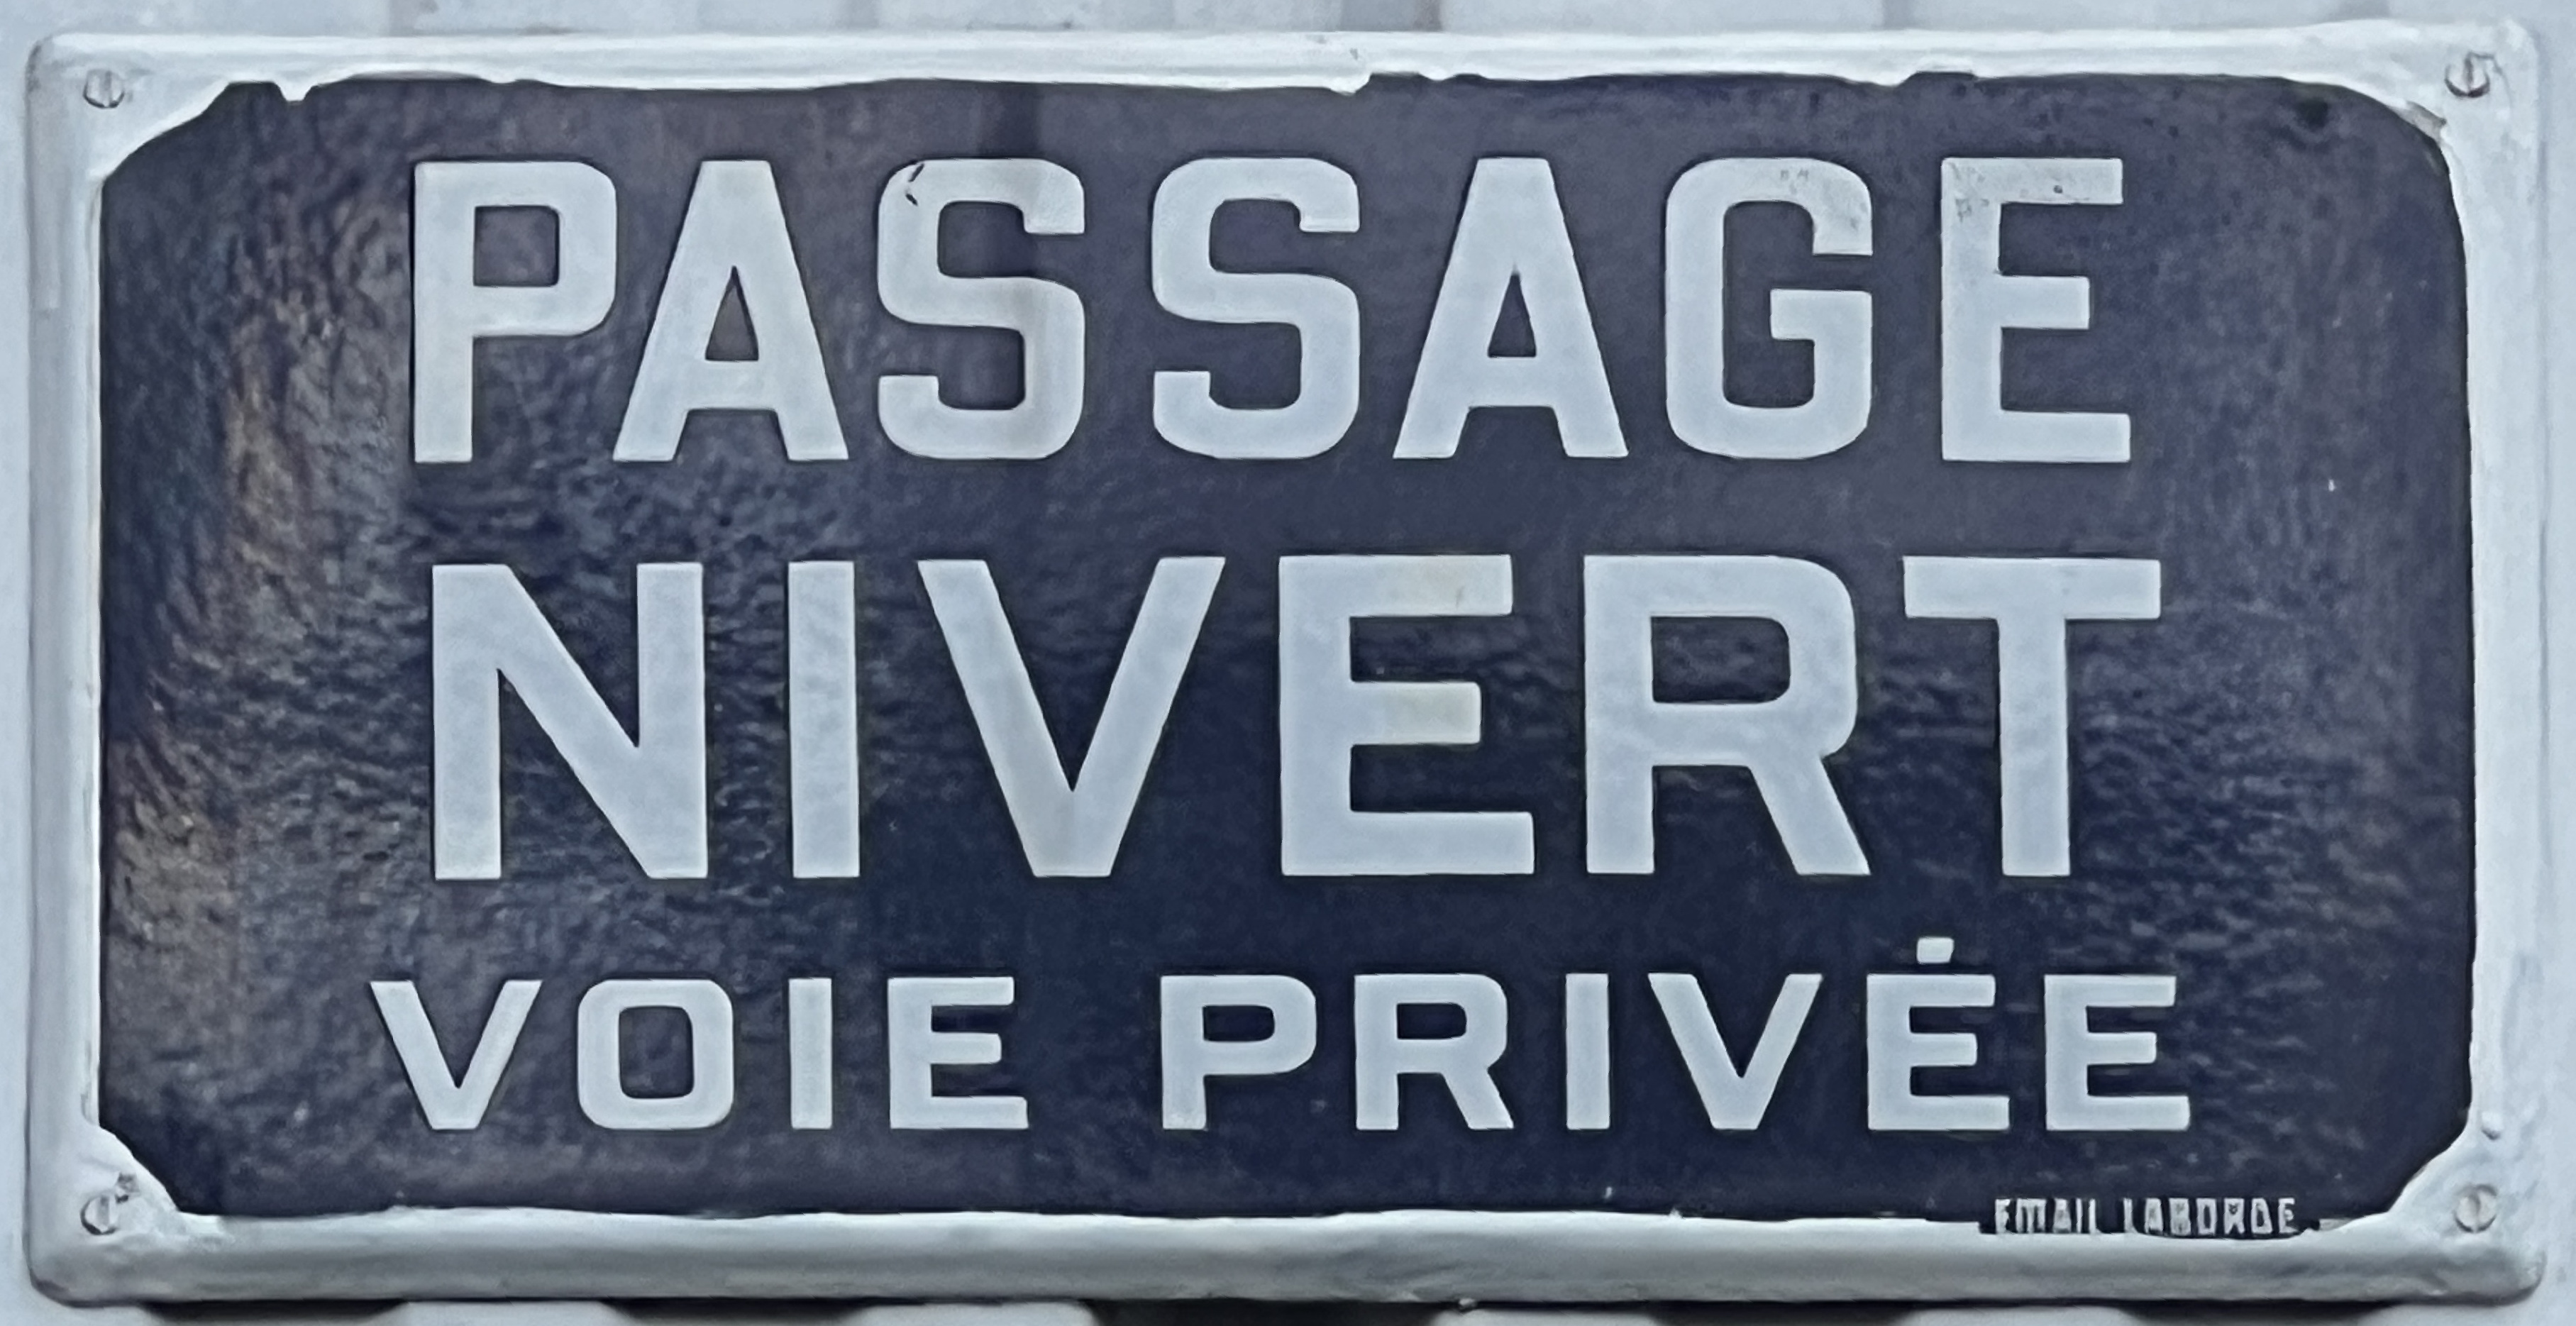 PASSAGE
NIVERT
VOIE PRIVÉE
EMAIL LABORDE